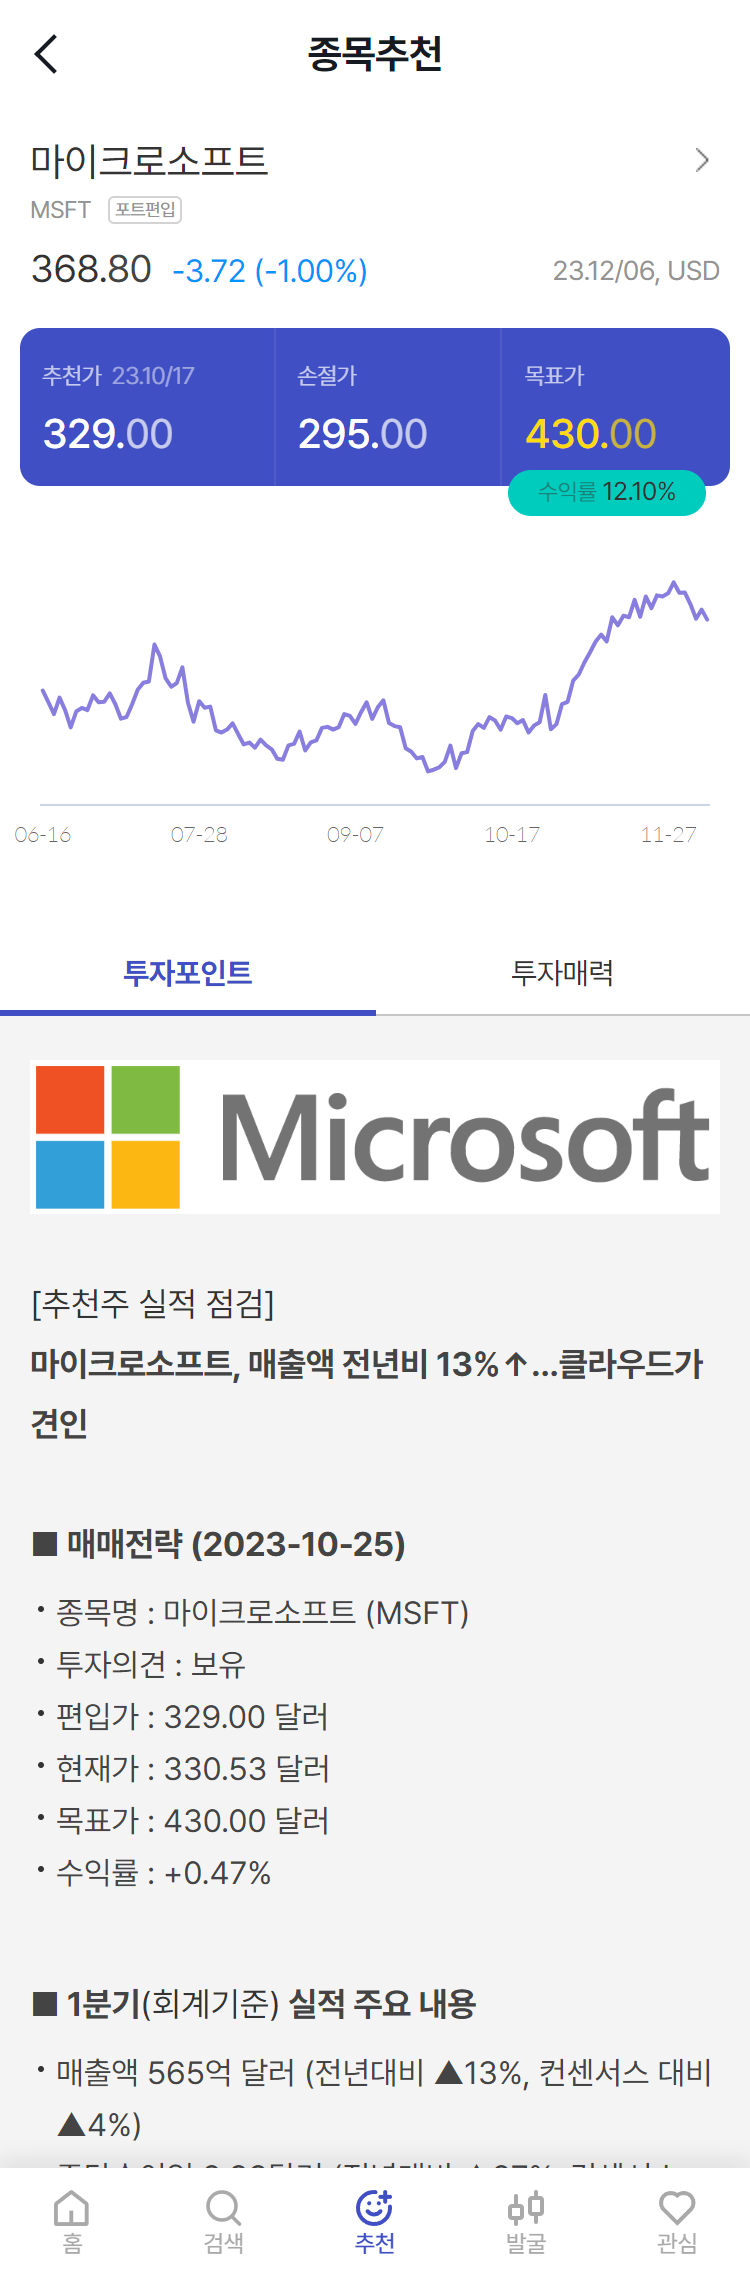 종목추천
마이크로소프트
MSFT 포트편입
368.80 -3.72 (-1.00%) 23.12/06, USD
추천가 23.10/17 손절가 목표가
329.00 295.00 430.00
수익률 12.10%
06-16 07-28 09-07 10-17 11-27
투자포인트 투자매력
Microsoft
[추천주 실적 점검]
마이크로소프트, 매출액 전년비 13%↑...클라우드가
견인
■ 매매전략 (2023-10-25)
• 종목명 : 마이크로소프트 (MSFT)
• 투자의견 : 보유
• 편입가 : 329.00 달러
• 현재가 : 330.53 달러
• 목표가 : 430.00 달러
• 수익률 : +0.47%
■ 1분기(회계기준) 실적 주요 내용
• 매출액 565억 달러 (전년대비 ▲13%, 컨센서스 대비
▲4%)
홈 검색 추천 발굴 관심